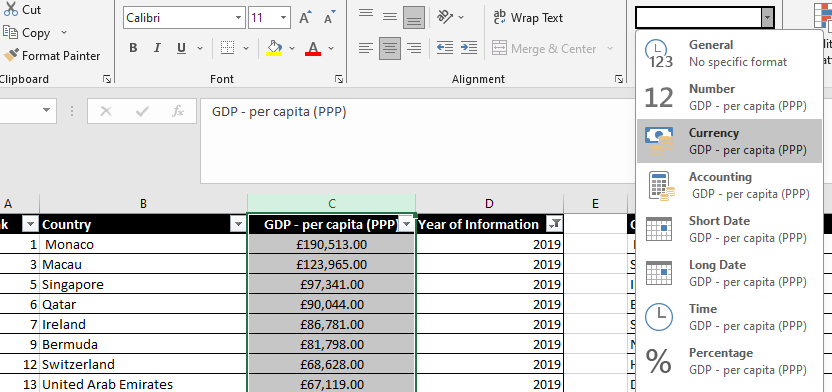 Cut
Copy
Format Painter
Clipboard
Calibri 11 A A
B I U A
Font
ab Wrap Text
Merge & Center
Alignment
General
No specific format
123
Number
GDP - per capita (PPP)
12
Currency
GDP - per capita (PPP)
Accounting
GDP - per capita (PPP)
Short Date
GDP - per capita (PPP)
Long Date
GDP - per capita (PPP)
Time
GDP - per capita (PPP)
Percentage
GDP - per capita (PPP)
%
fx GDP - per capita (PPP)
A B C D E
Country GDP - per capita (PPP) Year of Information
1 Monaco £190,513.00 2019
3 Macau £123,965.00 2019
5 Singapore £97,341.00 2019
6 Qatar £90,044.00 2019
7 Ireland £86,781.00 2019
9 Bermuda £81,798.00 2019
12 Switzerland £68,628.00 2019
13 United Arab Emirates £67,119.00 2019